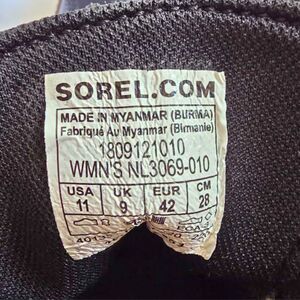 SOREL.COM
MADE IN MYANMAR (BURMA)
Fabriqué Au Myanmar (Birmanie)
1809121010
WMN'S NL3069-010
USA UK EUR CM
11 9 42 28